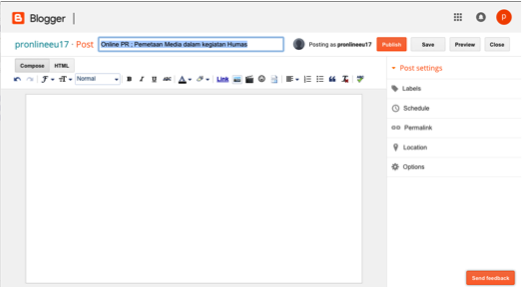 Blogger
P
pronlineeu17 · Post
Online PR : Pemetaan Media dalam kegiatan Humas
Posting as pronlineeu17
Publish
Save
Preview
Close
Compose
HTML
Normal
B I U ABC
A
Link
Post settings
Labels
Schedule
Permalink
Location
Options
Send feedback